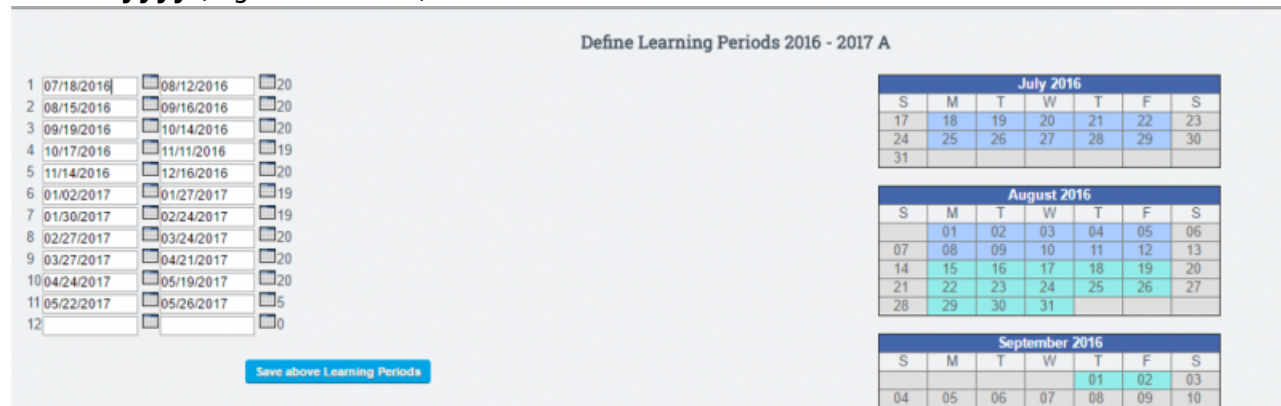 Define Learning Periods 2016 - 2017 A
1 07/18/2016 08/12/2016 20
2 08/15/2016 09/16/2016 20
3 09/19/2016 10/14/2016 20
4 10/17/2016 11/11/2016 19
5 11/14/2016 12/16/2016 20
6 01/02/2017 01/27/2017 19
7 01/30/2017 02/24/2017 19
8 02/27/2017 03/24/2017 20
9 03/27/2017 04/21/2017 20
10 04/24/2017 05/19/2017 20
11 05/22/2017 05/26/2017 5
12 0
Save above Learning Periods
July 2016
S M T W T F S
17 18 19 20 21 22 23
24 25 26 27 28 29 30
31
August 2016
S M T W T F S
01 02 03 04 05 06
07 08 09 10 11 12 13
14 15 16 17 18 19 20
21 22 23 24 25 26 27
28 29 30 31
September 2016
S M T W T F S
01 02 03
04 05 06 07 08 09 10